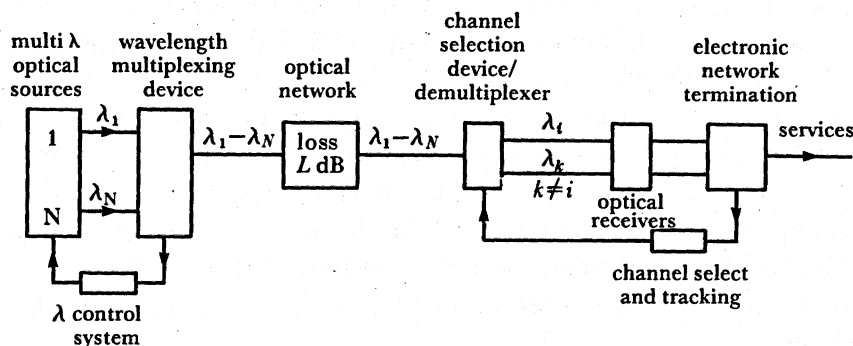 multi λ
optical
sources
wavelength
multiplexing
device
optical
network
channel
selection
device/
demultiplexer
electronic
network
termination
1
N
λ1
λN
λ1–λN
loss
L dB
λ1–λN
λi
λk
k≠i
optical
receivers
services
λ control
system
channel select
and tracking